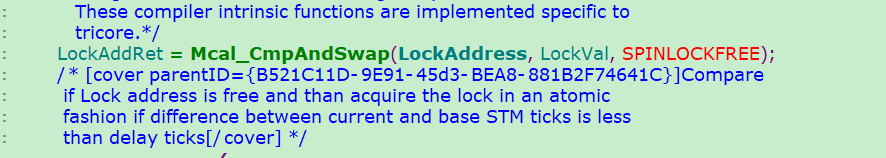 These compiler intrinsic functions are implemented specific to
tricore.*/
LockAddRet = Mcal_CmpAndSwap(LockAddress, LockVal, SPINLOCKFREE);
/* [cover parentID={B521C11D-9E91-45d3-BEA8-881B2F74641C}]Compare
if Lock address is free and than acquire the lock in an atomic
fashion if difference between current and base STM ticks is less
than delay ticks[/cover] */